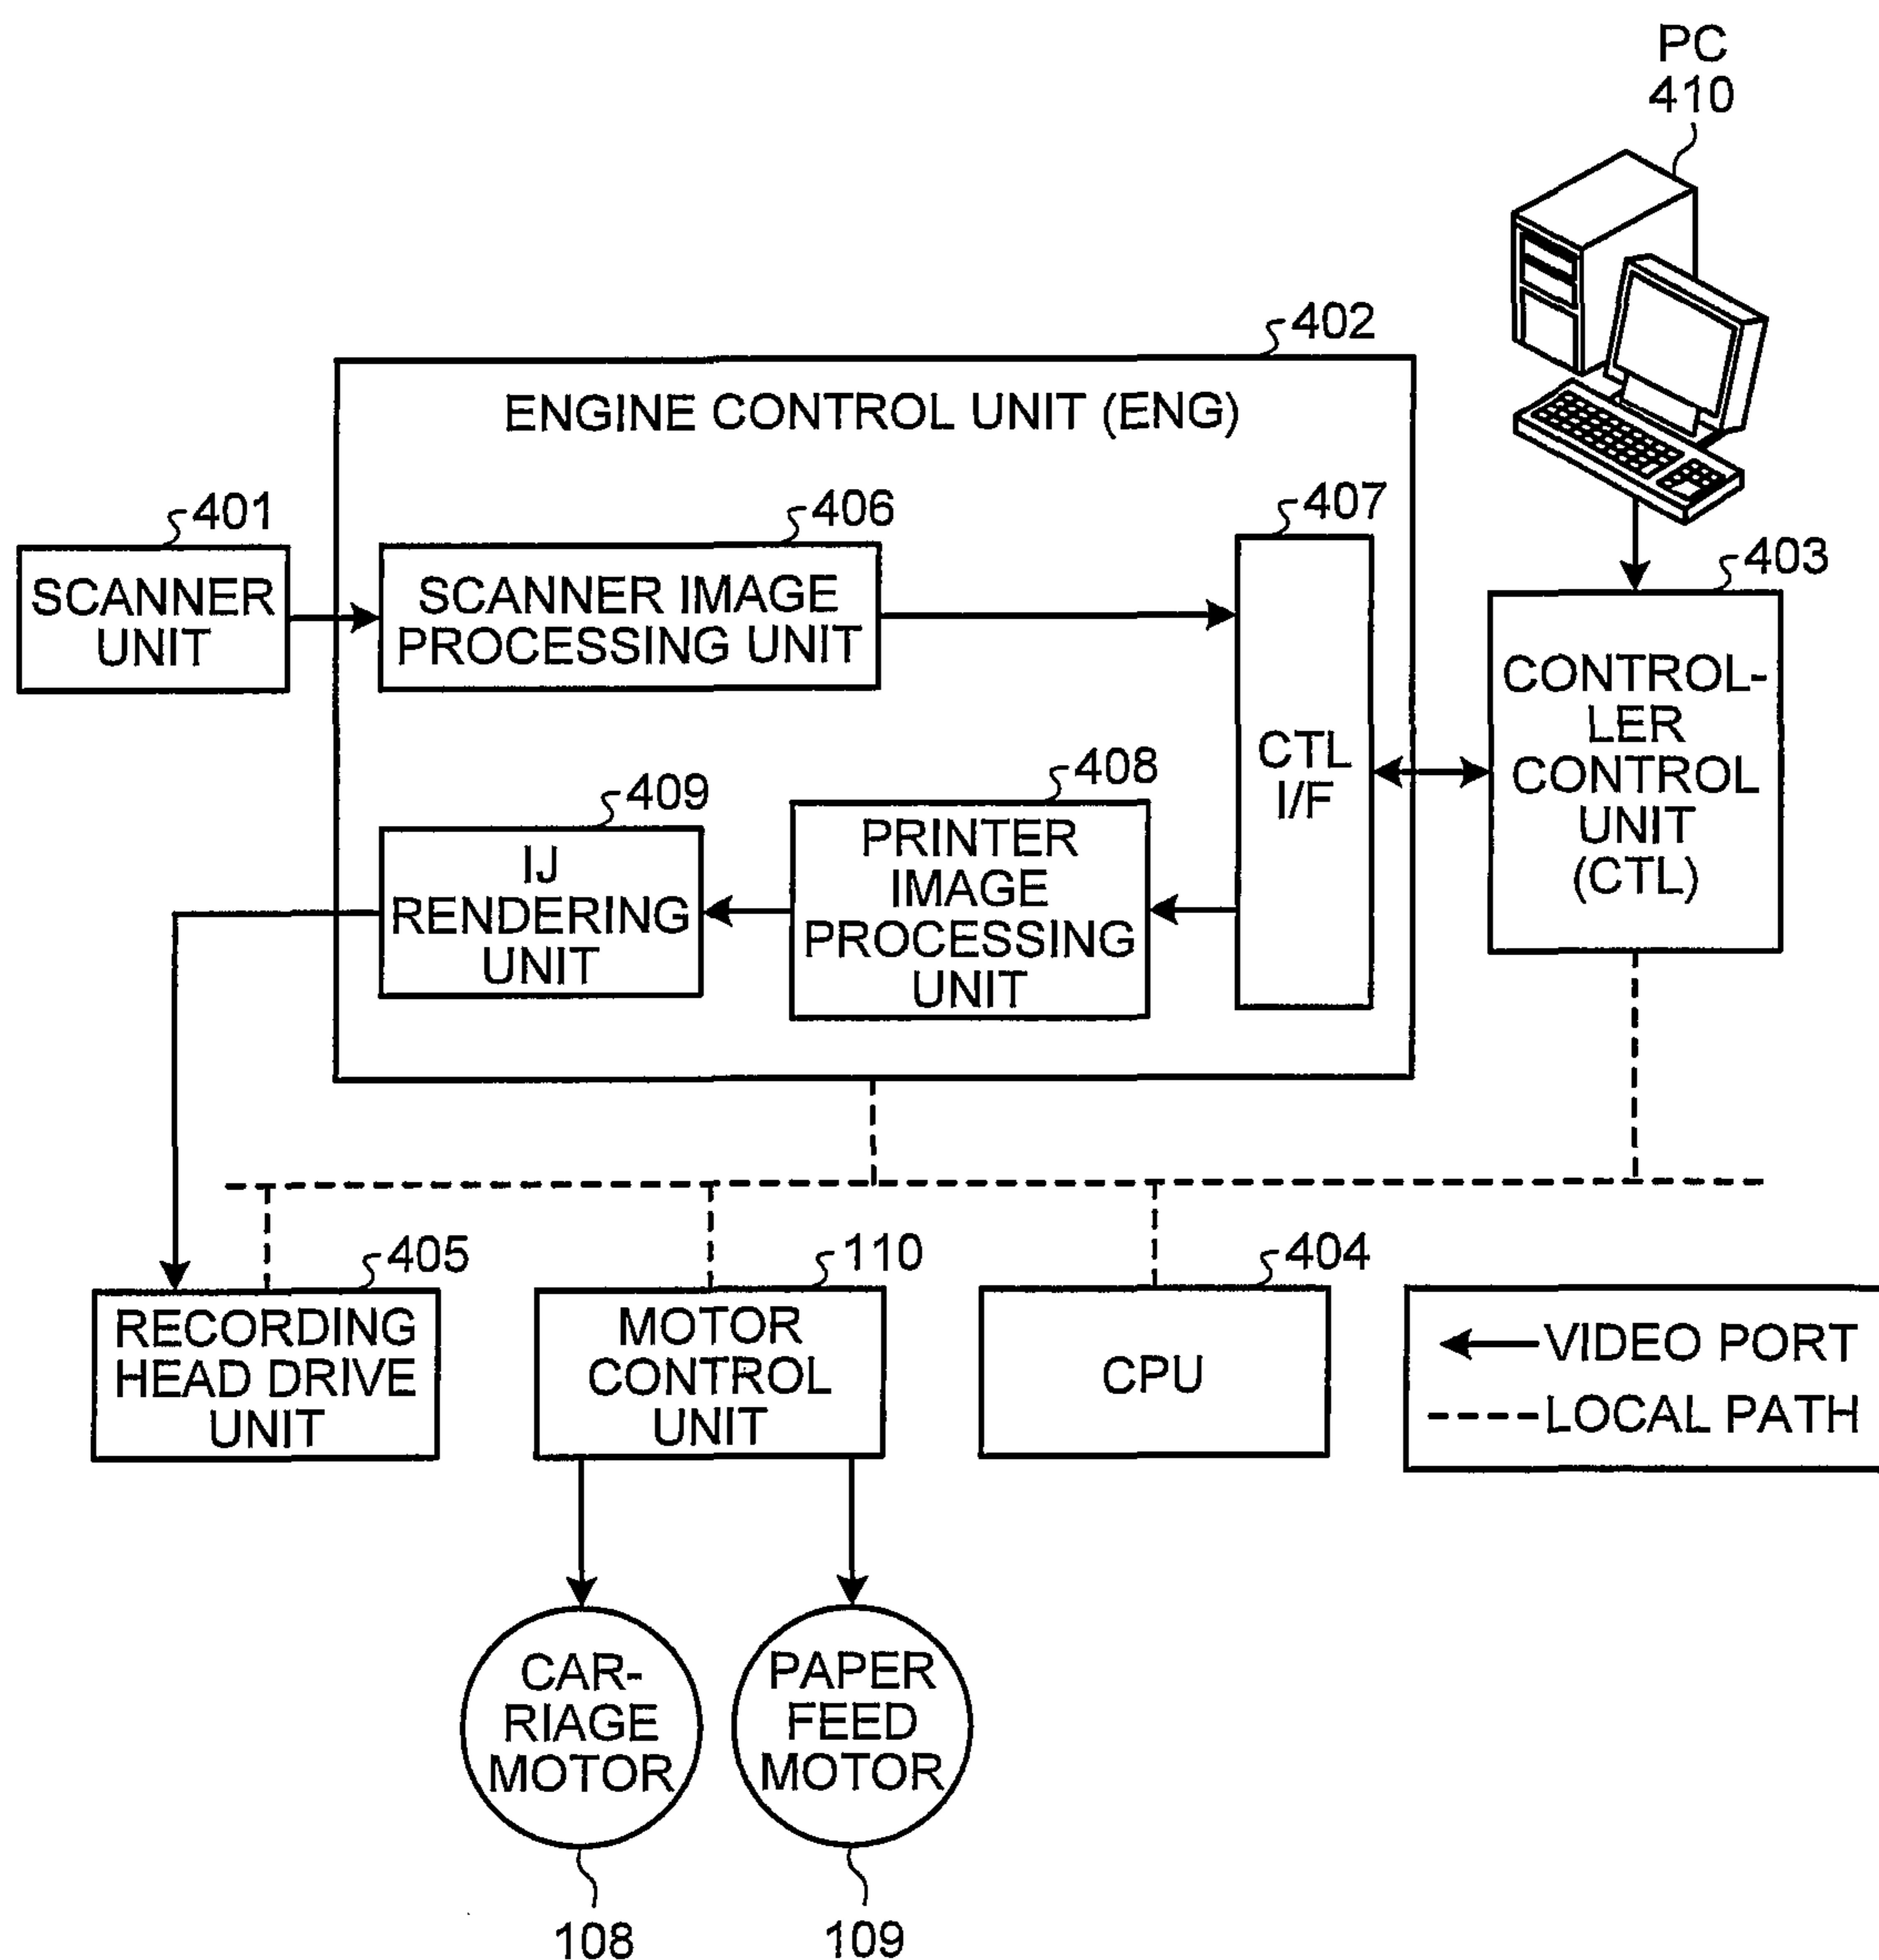 PC
410
402
ENGINE CONTROL UNIT (ENG)
401
SCANNER
UNIT
406
SCANNER IMAGE
PROCESSING UNIT
407
CTL
I/F
403
CONTROL-
LER
CONTROL
UNIT
(CTL)
409
IJ
RENDERING
UNIT
408
PRINTER
IMAGE
PROCESSING
UNIT
405
RECORDING
HEAD DRIVE
UNIT
110
MOTOR
CONTROL
UNIT
404
CPU
VIDEO PORT
LOCAL PATH
CAR-
RIAGE
MOTOR
PAPER
FEED
MOTOR
108
109